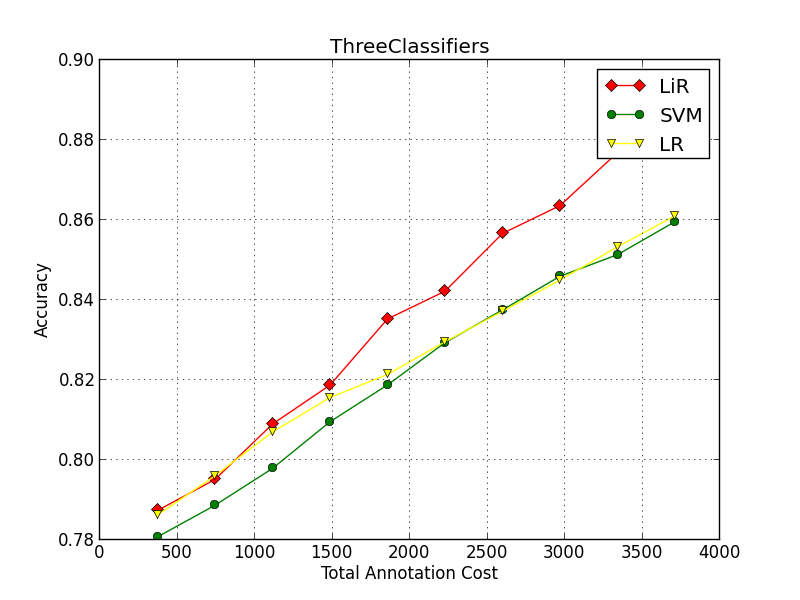 ThreeClassifiers
0.90
0.88
0.86
0.84
0.82
0.80
0.78
Accuracy
LiR
SVM
LR
0 500 1000 1500 2000 2500 3000 3500 4000
Total Annotation Cost